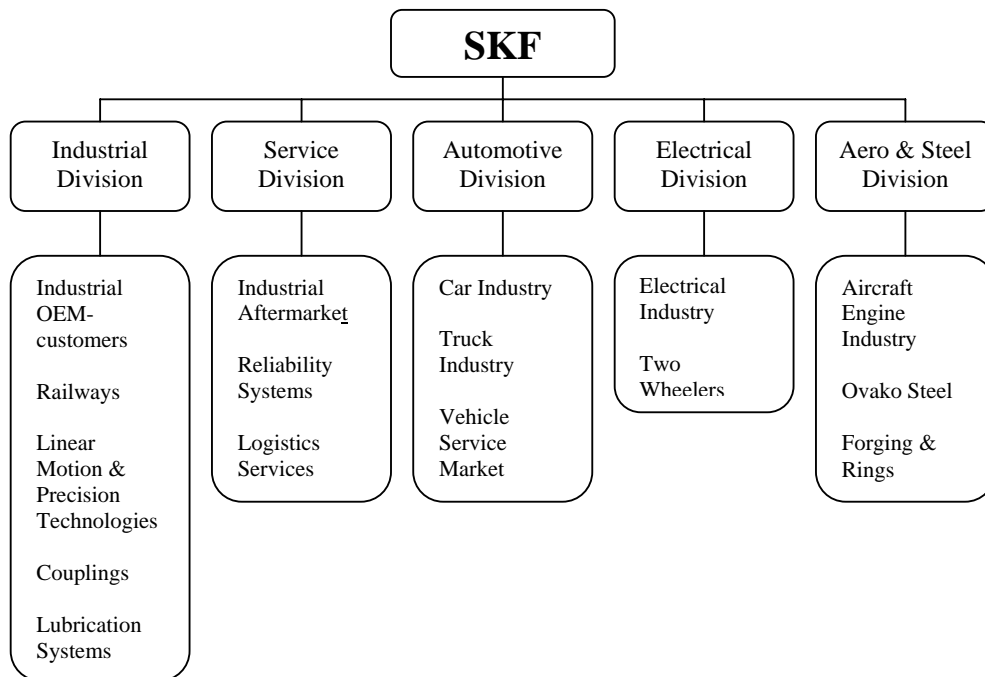 SKF
Industrial
Division
Service
Division
Automotive
Division
Electrical
Division
Aero & Steel
Division
Industrial
OEM-
customers
Railways
Linear
Motion &
Precision
Technologies
Couplings
Lubrication
Systems
Industrial
Aftermarket
Reliability
Systems
Logistics
Services
Car Industry
Truck
Industry
Vehicle
Service
Market
Electrical
Industry
Two
Wheelers
Aircraft
Engine
Industry
Ovako Steel
Forging &
Rings